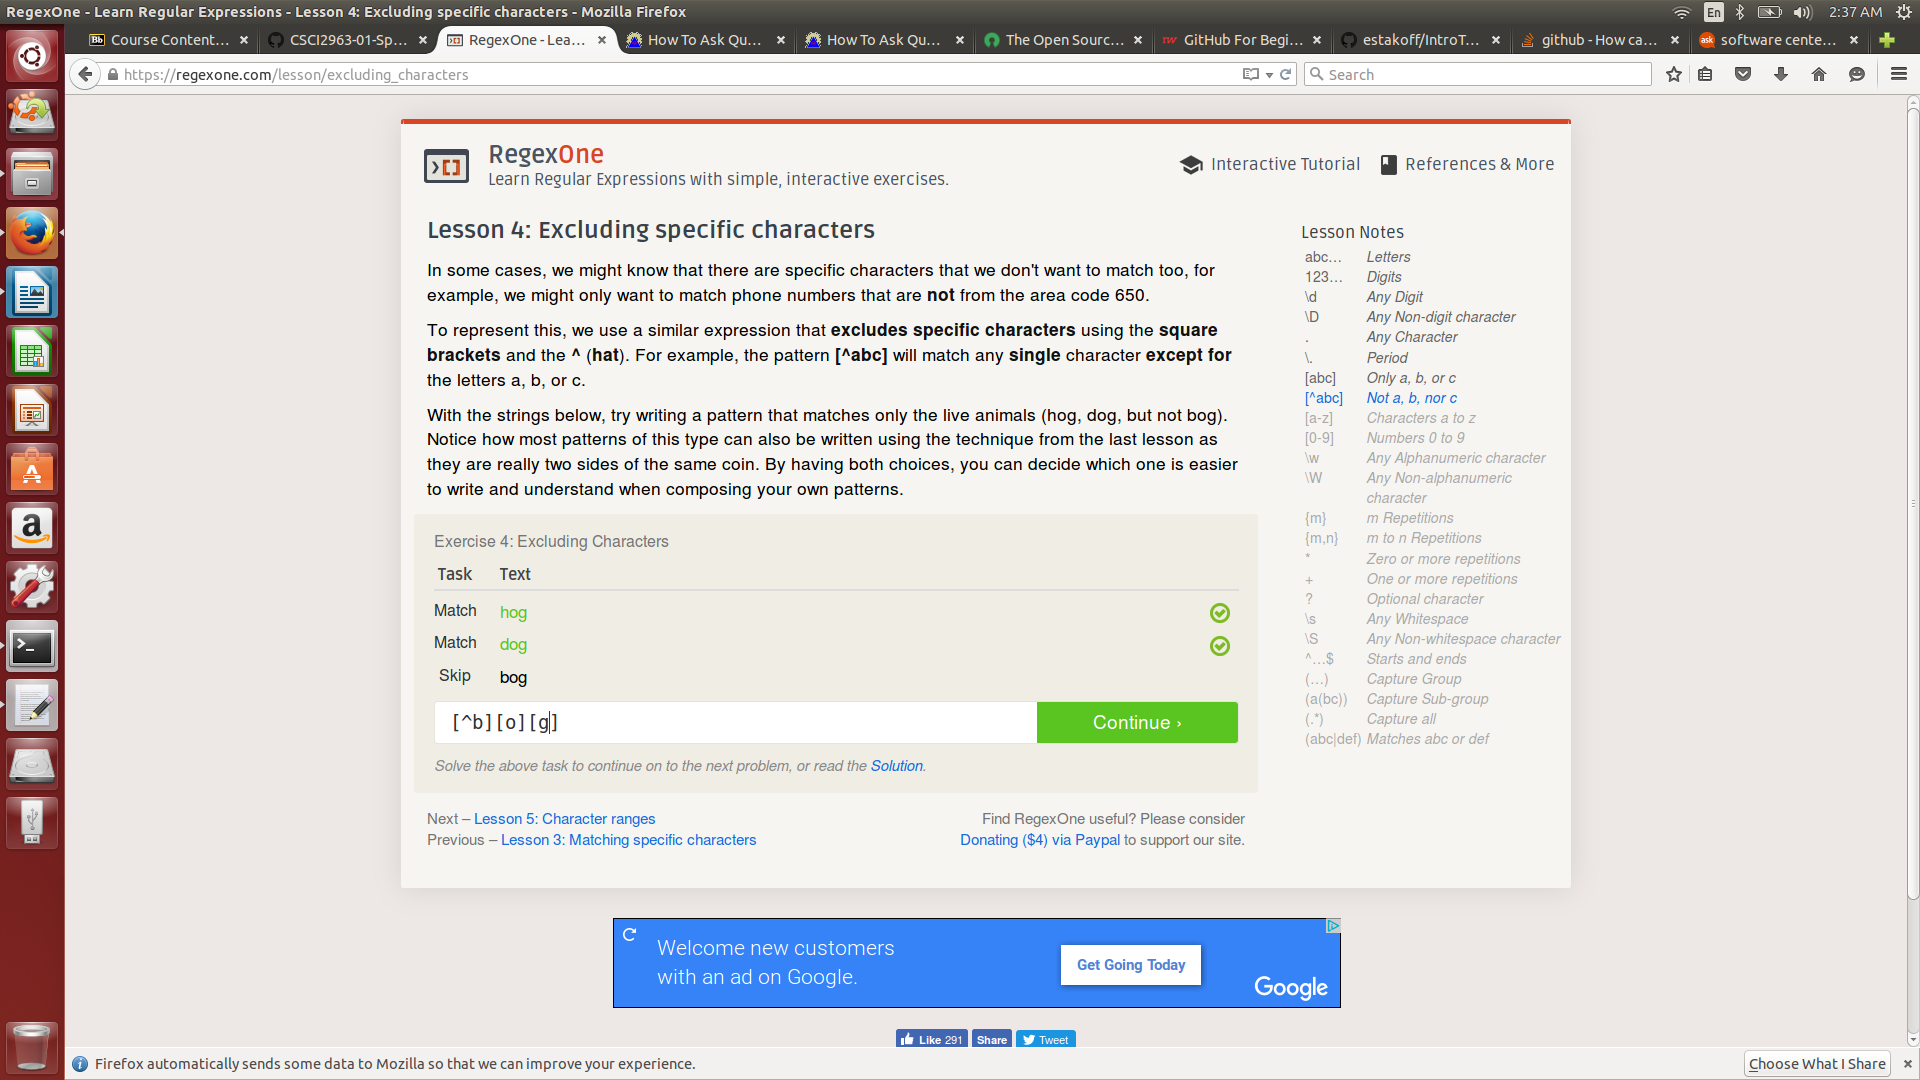 RegexOne - Learn Regular Expressions - Lesson 4: Excluding specific characters - Mozilla Firefox
En
2:37 AM
Bb Course Content...
CSCI2963-01-Sp...
RegexOne - Lea...
How To Ask Qu...
How To Ask Qu...
The Open Sourc...
GitHub For Begi...
estakoff/IntroT...
github - How ca...
ask software cente...
https://regexone.com/lesson/excluding_characters
Search
RegexOne
Learn Regular Expressions with simple, interactive exercises.
Interactive Tutorial
References & More
Lesson 4: Excluding specific characters
In some cases, we might know that there are specific characters that we don't want to match too, for
example, we might only want to match phone numbers that are not from the area code 650.
To represent this, we use a similar expression that excludes specific characters using the square
brackets and the ^ (hat). For example, the pattern [^abc] will match any single character except for
the letters a, b, or c.
With the strings below, try writing a pattern that matches only the live animals (hog, dog, but not bog).
Notice how most patterns of this type can also be written using the technique from the last lesson as
they are really two sides of the same coin. By having both choices, you can decide which one is easier
to write and understand when composing your own patterns.
Exercise 4: Excluding Characters
Task Text
Match hog
Match dog
Skip bog
[^b][o][g]
Continue ›
Solve the above task to continue on to the next problem, or read the Solution.
Next – Lesson 5: Character ranges
Previous – Lesson 3: Matching specific characters
Find RegexOne useful? Please consider
Donating ($4) via Paypal to support our site.
Lesson Notes
abc… Letters
123… Digits
\d Any Digit
\D Any Non-digit character
. Any Character
\. Period
[abc] Only a, b, or c
[^abc] Not a, b, nor c
[a-z] Characters a to z
[0-9] Numbers 0 to 9
\w Any Alphanumeric character
\W Any Non-alphanumeric
character
{m} m Repetitions
{m,n} m to n Repetitions
* Zero or more repetitions
+ One or more repetitions
? Optional character
\s Any Whitespace
\S Any Non-whitespace character
^…$ Starts and ends
(…) Capture Group
(a(bc)) Capture Sub-group
(.*) Capture all
(abc|def) Matches abc or def
Welcome new customers
with an ad on Google.
Get Going Today
Google
Like 291
Share
Tweet
Firefox automatically sends some data to Mozilla so that we can improve your experience.
Choose What I Share